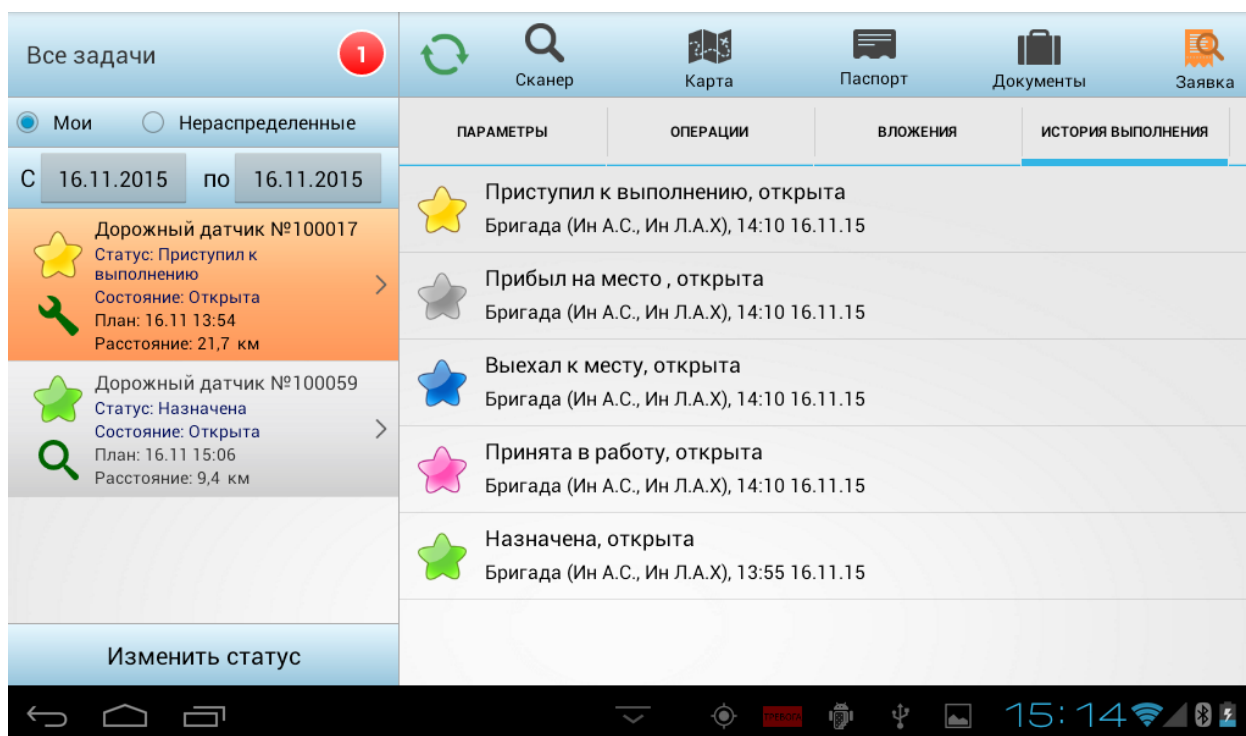 Все задачи
1
Сканер
Карта
Паспорт
Документы
Заявка
Мои
Нераспределенные
ПАРАМЕТРЫ
ОПЕРАЦИИ
ВЛОЖЕНИЯ
ИСТОРИЯ ВЫПОЛНЕНИЯ
С 16.11.2015 по 16.11.2015
Дорожный датчик №100017
Статус: Приступил к
выполнению
Состояние: Открыта
План: 16.11 13:54
Расстояние: 21,7 км
Дорожный датчик №100059
Статус: Назначена
Состояние: Открыта
План: 16.11 15:06
Расстояние: 9,4 км
Изменить статус
Приступил к выполнению, открыта
Бригада (Ин А.С., Ин Л.А.Х), 14:10 16.11.15
Прибыл на место , открыта
Бригада (Ин А.С., Ин Л.А.Х), 14:10 16.11.15
Выехал к месту, открыта
Бригада (Ин А.С., Ин Л.А.Х), 14:10 16.11.15
Принята в работу, открыта
Бригада (Ин А.С., Ин Л.А.Х), 14:10 16.11.15
Назначена, открыта
Бригада (Ин А.С., Ин Л.А.Х), 13:55 16.11.15
ТРЕВОГА
15:14